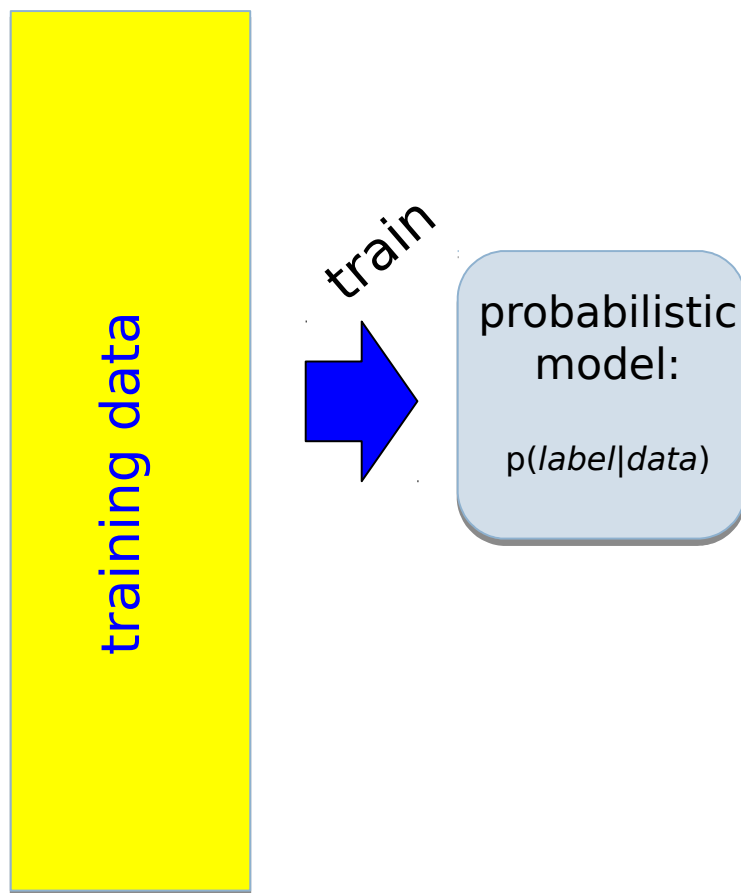 training data
train
probabilistic
model:
p(label|data)